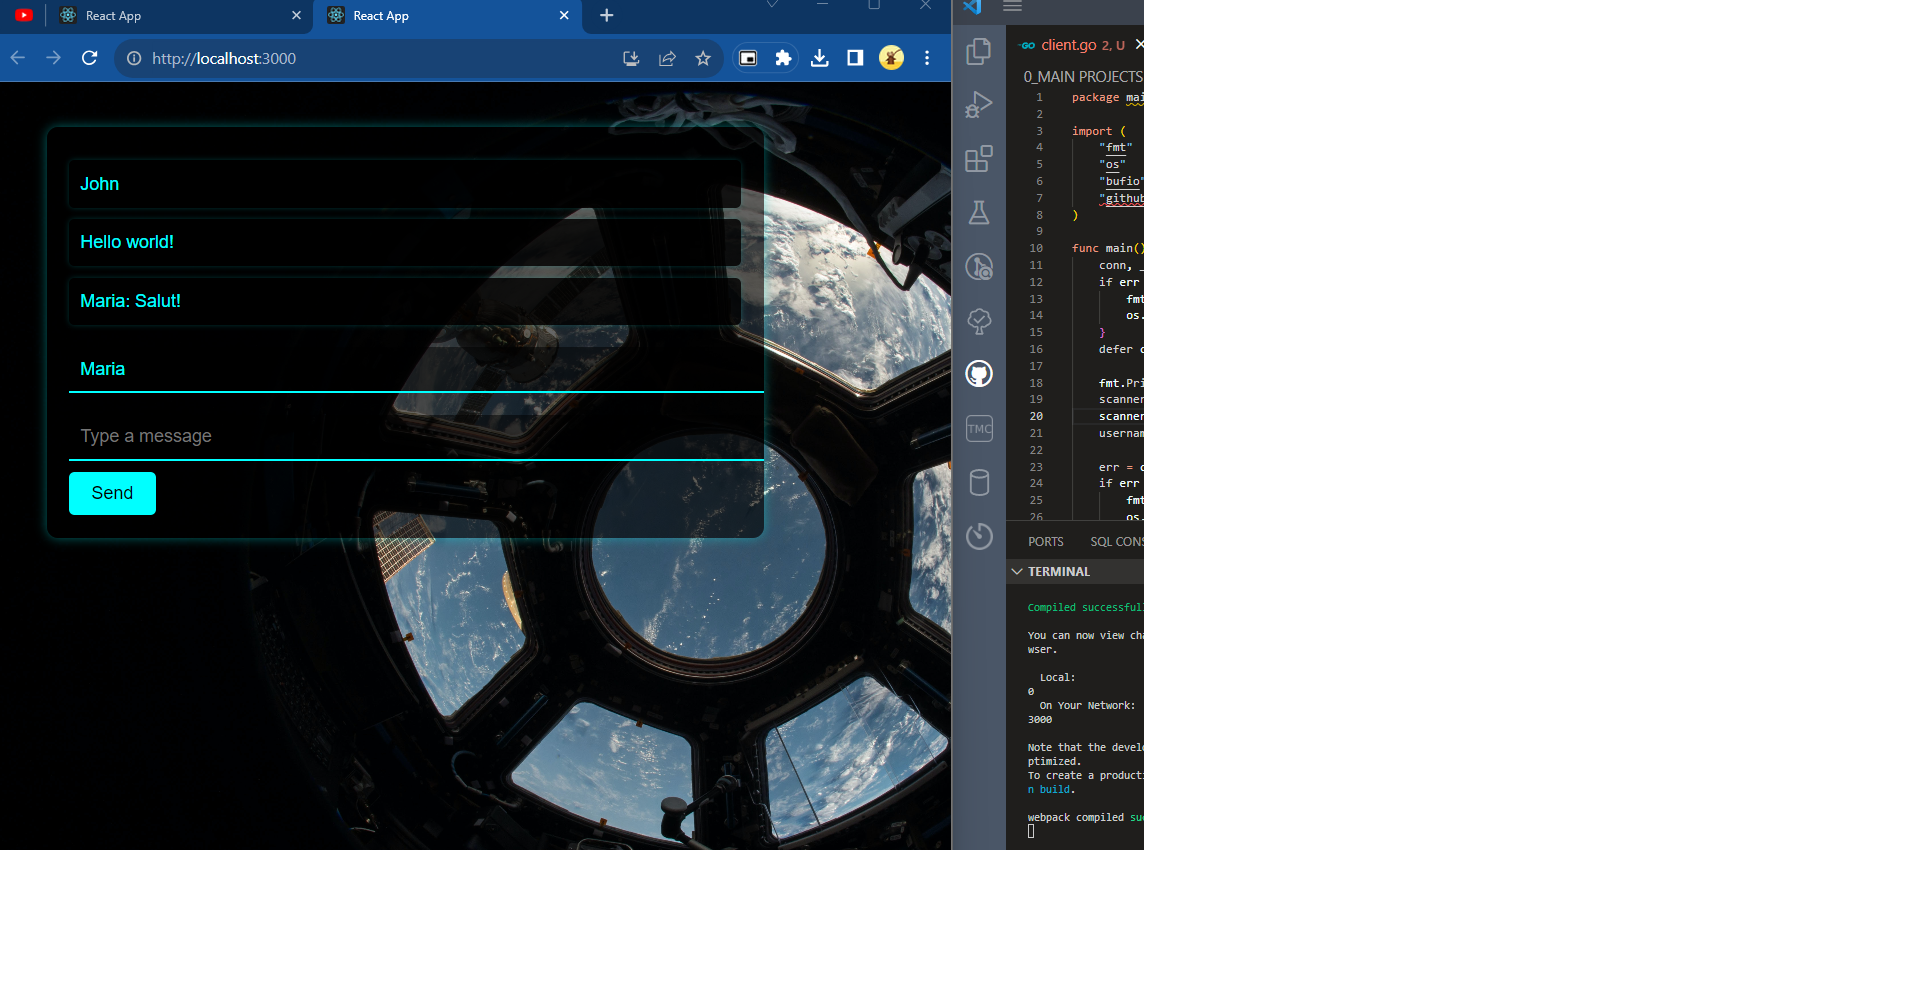 React App
React App
http://localhost:3000
John
Hello world!
Maria: Salut!
Maria
Type a message
Send
client.go 2, U
0_MAIN PROJECTS
1 package mai
2
3 import (
4 "fmt"
5 "os"
6 "bufio"
7 "github
8 )
9
10 func main()
11 conn, _
12 if err
13 fmt
14 os.
15 }
16 defer c
17
18 fmt.Pri
19 scanner
20 scanner
21 usernam
22
23 err = c
24 if err
25 fmt
26 os.
TMC
PORTS SQL CONS
TERMINAL
Compiled successful
You can now view cha
wser.
Local:
0
On Your Network:
3000
Note that the develo
ptimized.
To create a producti
n build.
webpack compiled suc